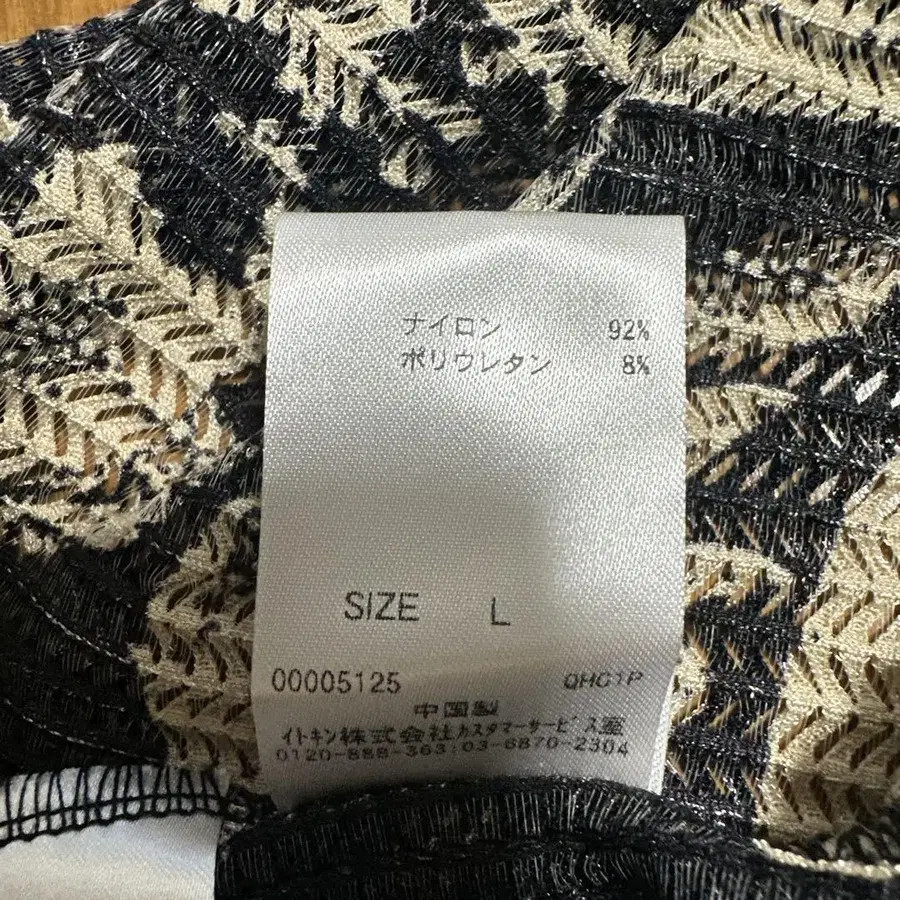 ナイロン 92%
ポリウレタン 8%
SIZE L
00005125 QHC1P
中国製
イトキン株式会社カスタマーサービス室
0120-888-363:03-6870-2304